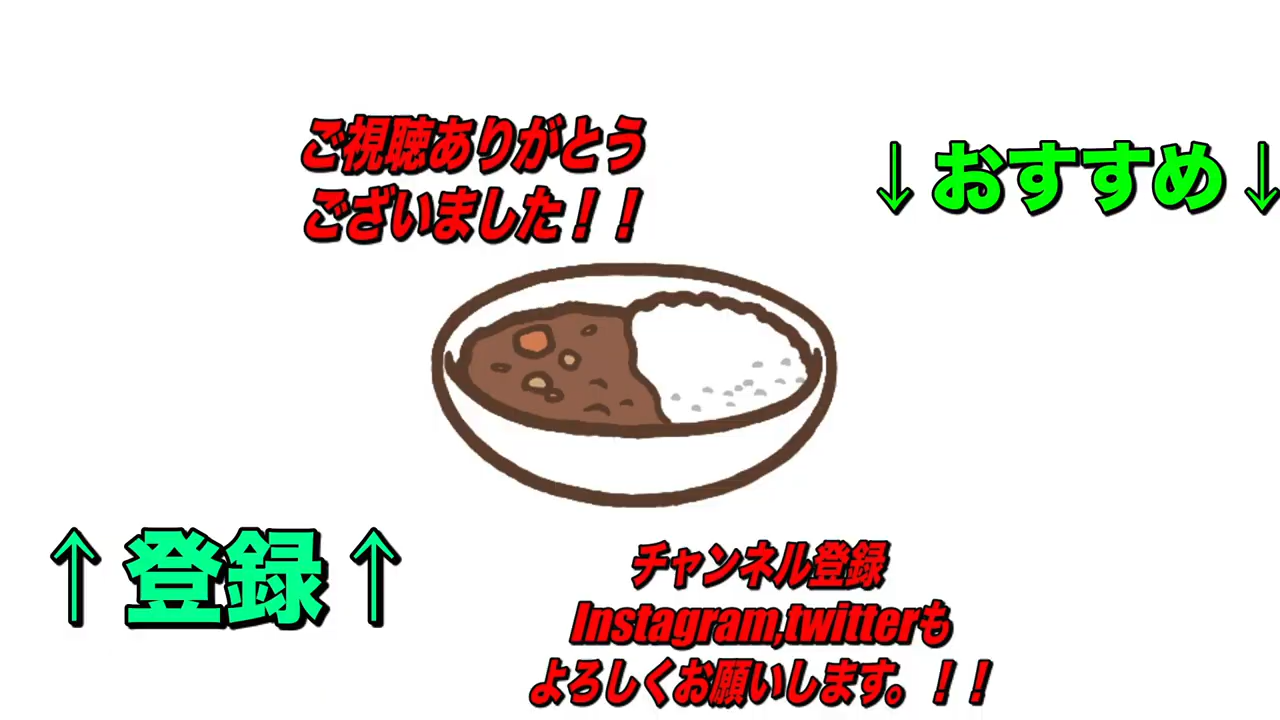 ご視聴ありがとう
ございました！！
↓おすすめ↓
↑登録↑
チャンネル登録
Instagram,twitterも
よろしくお願いします。！！